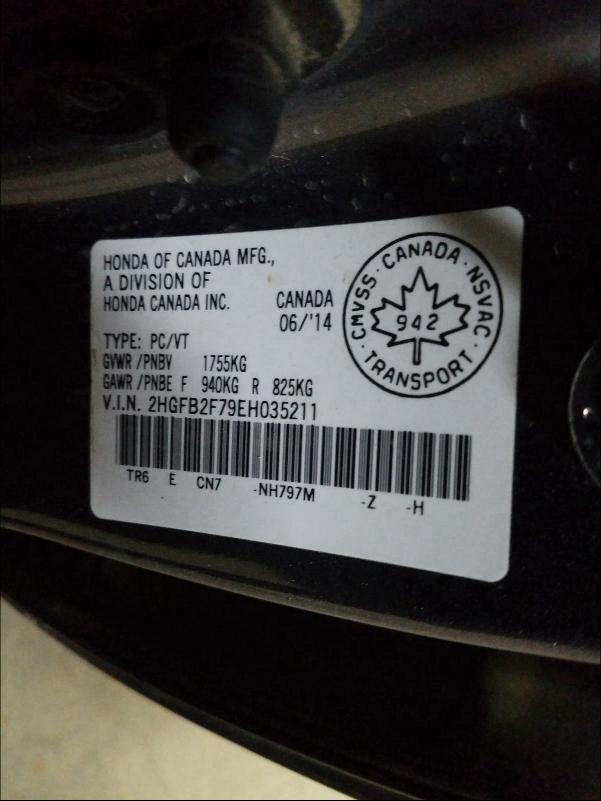 HONDA OF CANADA MFG.,
A DIVISION OF
HONDA CANADA INC.
CANADA
06/'14
TYPE: PC/VT
GVWR/PNBV 1755KG
GAWR/PNBE F 940KG R 825KG
V.I.N. 2HGFB2F79EH035211
TR6 E CN7 -NH797M -Z -H
CMVSS · CANADA · NSVAC
942
· TRANSPORT ·